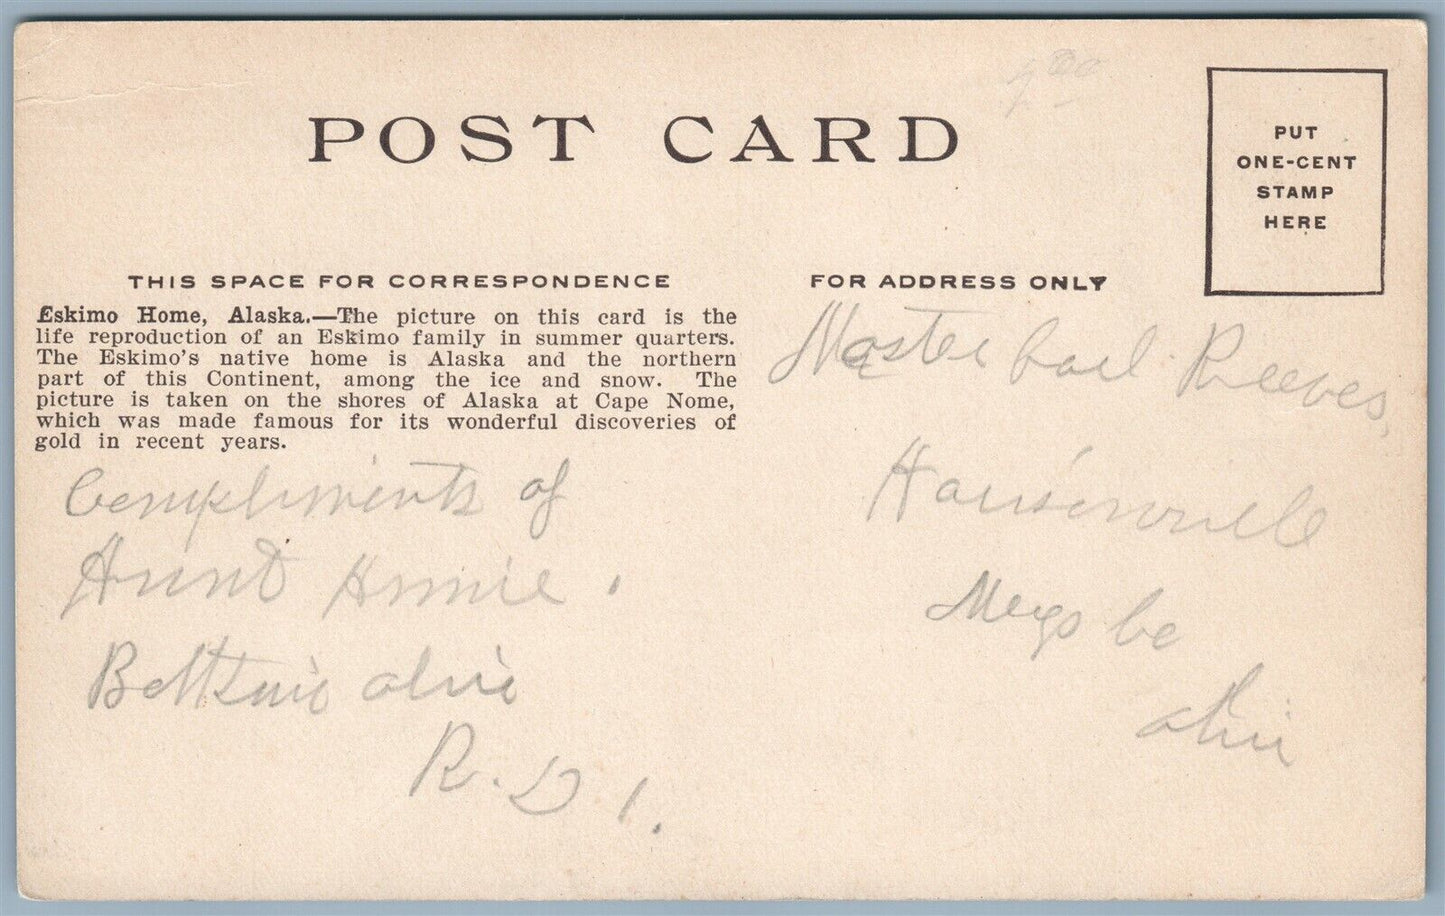 POST CARD
PUT
ONE-CENT
STAMP
HERE
THIS SPACE FOR CORRESPONDENCE
Eskimo Home, Alaska.—The picture on this card is the
life reproduction of an Eskimo family in summer quarters.
The Eskimo's native home is Alaska and the northern
part of this Continent, among the ice and snow. The
picture is taken on the shores of Alaska at Cape Nome,
which was made famous for its wonderful discoveries of
gold in recent years.
Compliments of
Aunt Annie.
R. D 1.
FOR ADDRESS ONLY
Master Reeves,